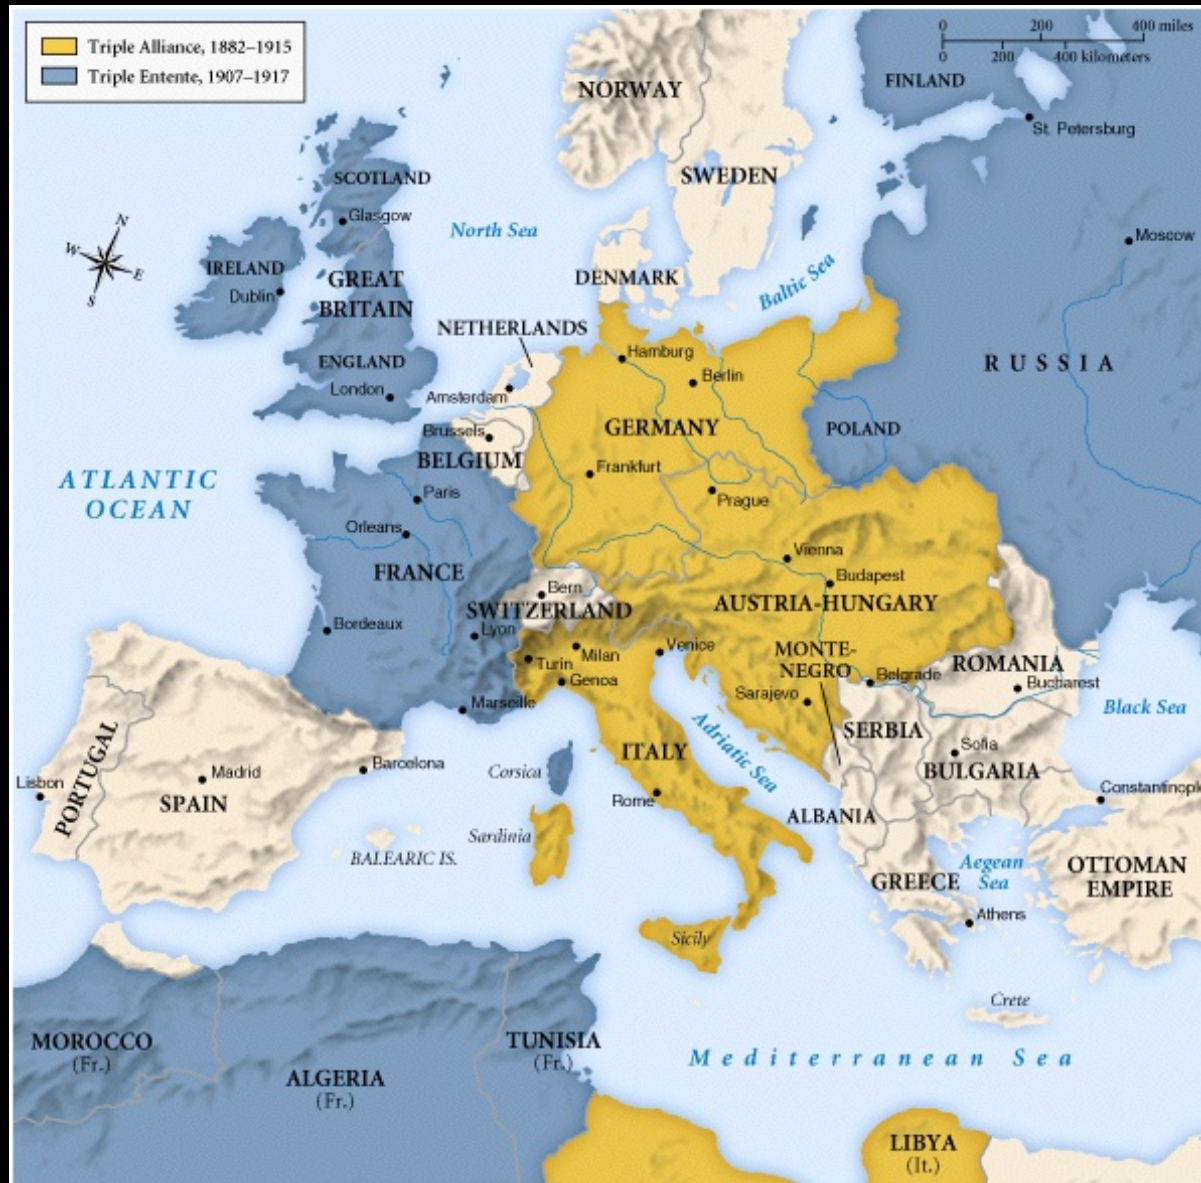 Triple Alliance, 1882–1915
Triple Entente, 1907–1917
0 200 400 miles
0 200 400 kilometers
NORWAY
FINLAND
St. Petersburg
SWEDEN
SCOTLAND
Glasgow
North Sea
Moscow
N
W
E
S
IRELAND
Dublin
GREAT
BRITAIN
DENMARK
Baltic Sea
NETHERLANDS
ENGLAND
London
Amsterdam
Hamburg
Berlin
RUSSIA
Brussels
BELGIUM
GERMANY
POLAND
ATLANTIC
OCEAN
Frankfurt
Paris
Prague
Orleans
FRANCE
Vienna
Budapest
Bern
SWITZERLAND
AUSTRIA-HUNGARY
Bordeaux
Lyon
Turin
Milan
Genoa
Venice
MONTE-
NEGRO
Belgrade
ROMANIA
Bucharest
Marseille
Sarajevo
Black Sea
PORTUGAL
Adriatic Sea
ITALY
SERBIA
Sofia
BULGARIA
Lisbon
Madrid
SPAIN
Barcelona
Corsica
Rome
Constantinople
ALBANIA
Sardinia
BALEARIC IS.
GREECE
Aegean
Sea
OTTOMAN
EMPIRE
Athens
Sicily
Crete
MOROCCO
(Fr.)
ALGERIA
(Fr.)
TUNISIA
(Fr.)
Mediterranean Sea
LIBYA
(It.)